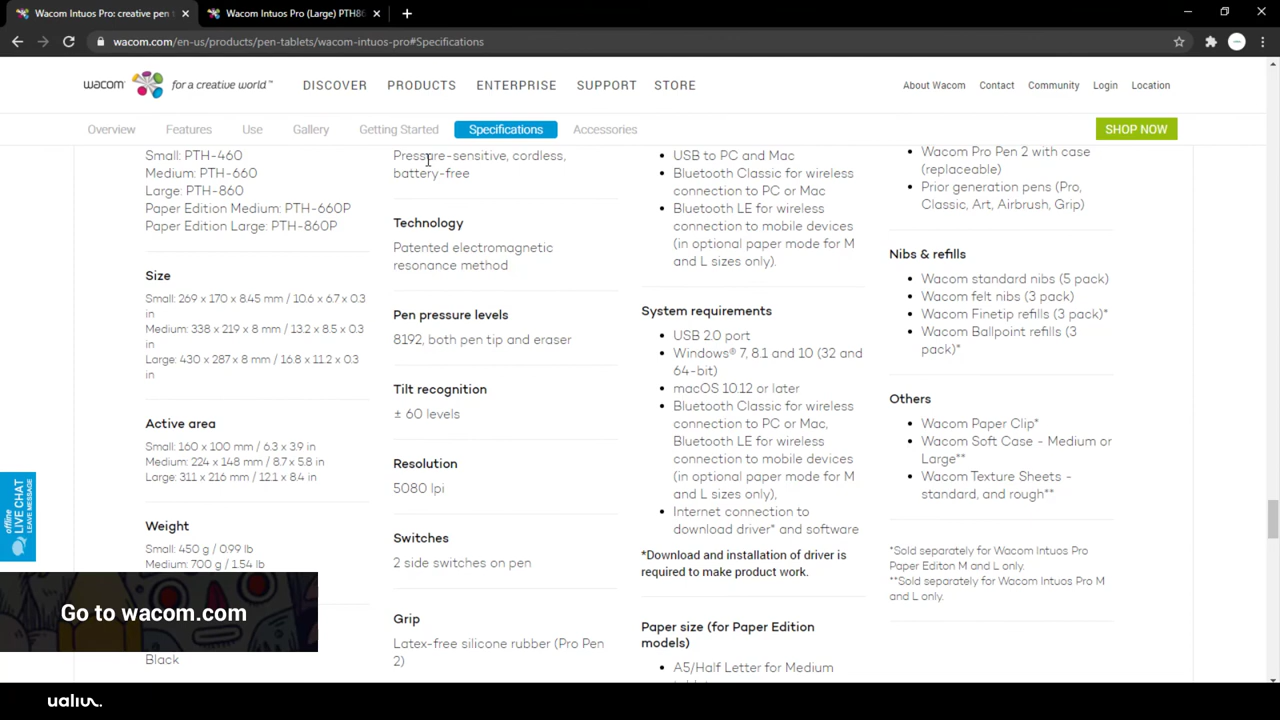 Wacom Intuos Pro: creative pen t
Wacom Intuos Pro (Large) PTH86
wacom.com/en-us/products/pen-tablets/wacom-intuos-pro#Specifications
wacom for a creative world™
DISCOVER PRODUCTS ENTERPRISE SUPPORT STORE
About Wacom Contact Community Login Location
Overview Features Use Gallery Getting Started Specifications Accessories
SHOP NOW
Small: PTH-460
Medium: PTH-660
Large: PTH-860
Paper Edition Medium: PTH-660P
Paper Edition Large: PTH-860P
Size
Small: 269 x 170 x 8.45 mm / 10.6 x 6.7 x 0.3
in
Medium: 338 x 219 x 8 mm / 13.2 x 8.5 x 0.3
in
Large: 430 x 287 x 8 mm / 16.8 x 11.2 x 0.3
in
Active area
Small: 160 x 100 mm / 6.3 x 3.9 in
Medium: 224 x 148 mm / 8.7 x 5.8 in
Large: 311 x 216 mm / 12.1 x 8.4 in
Weight
Small: 450 g / 0.99 lb
Medium: 700 g / 1.54 lb
Black
Pressure-sensitive, cordless,
battery-free
Technology
Patented electromagnetic
resonance method
Pen pressure levels
8192, both pen tip and eraser
Tilt recognition
± 60 levels
Resolution
5080 lpi
Switches
2 side switches on pen
Grip
Latex-free silicone rubber (Pro Pen
2)
• USB to PC and Mac
• Bluetooth Classic for wireless
connection to PC or Mac
• Bluetooth LE for wireless
connection to mobile devices
(in optional paper mode for M
and L sizes only).
System requirements
• USB 2.0 port
• Windows® 7, 8.1 and 10 (32 and
64-bit)
• macOS 10.12 or later
• Bluetooth Classic for wireless
connection to PC or Mac,
Bluetooth LE for wireless
connection to mobile devices
(in optional paper mode for M
and L sizes only),
• Internet connection to
download driver* and software
*Download and installation of driver is
required to make product work.
Paper size (for Paper Edition
models)
• A5/Half Letter for Medium
• Wacom Pro Pen 2 with case
(replaceable)
• Prior generation pens (Pro,
Classic, Art, Airbrush, Grip)
Nibs & refills
• Wacom standard nibs (5 pack)
• Wacom felt nibs (3 pack)
• Wacom Finetip refills (3 pack)*
• Wacom Ballpoint refills (3
pack)*
Others
• Wacom Paper Clip*
• Wacom Soft Case - Medium or
Large**
• Wacom Texture Sheets -
standard, and rough**
*Sold separately for Wacom Intuos Pro
Paper Editon M and L only.
**Sold separately for Wacom Intuos Pro M
and L only.
offline
LIVE CHAT
LEAVE MESSAGE
Go to wacom.com